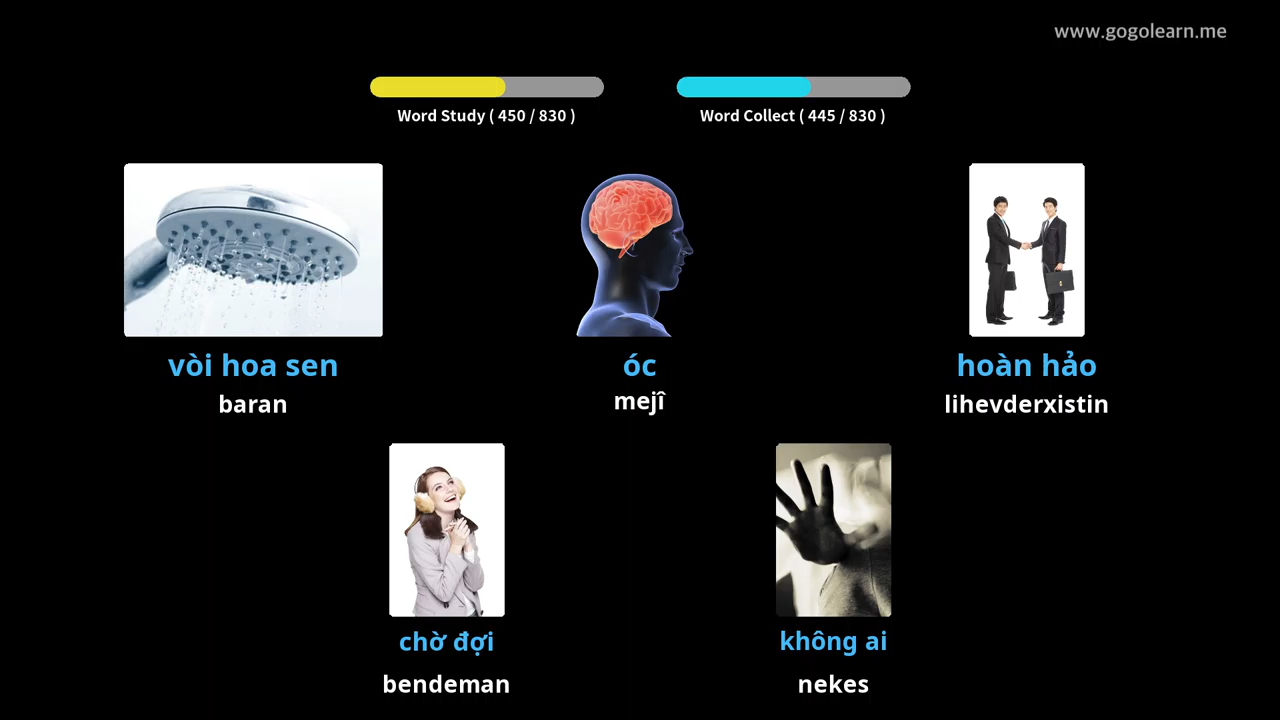 www.gogolearn.me
Word Study ( 450 / 830 )
Word Collect ( 445 / 830 )
vòi hoa sen
baran
óc
mejî
hoàn hảo
lihevderxistin
chờ đợi
bendeman
không ai
nekes